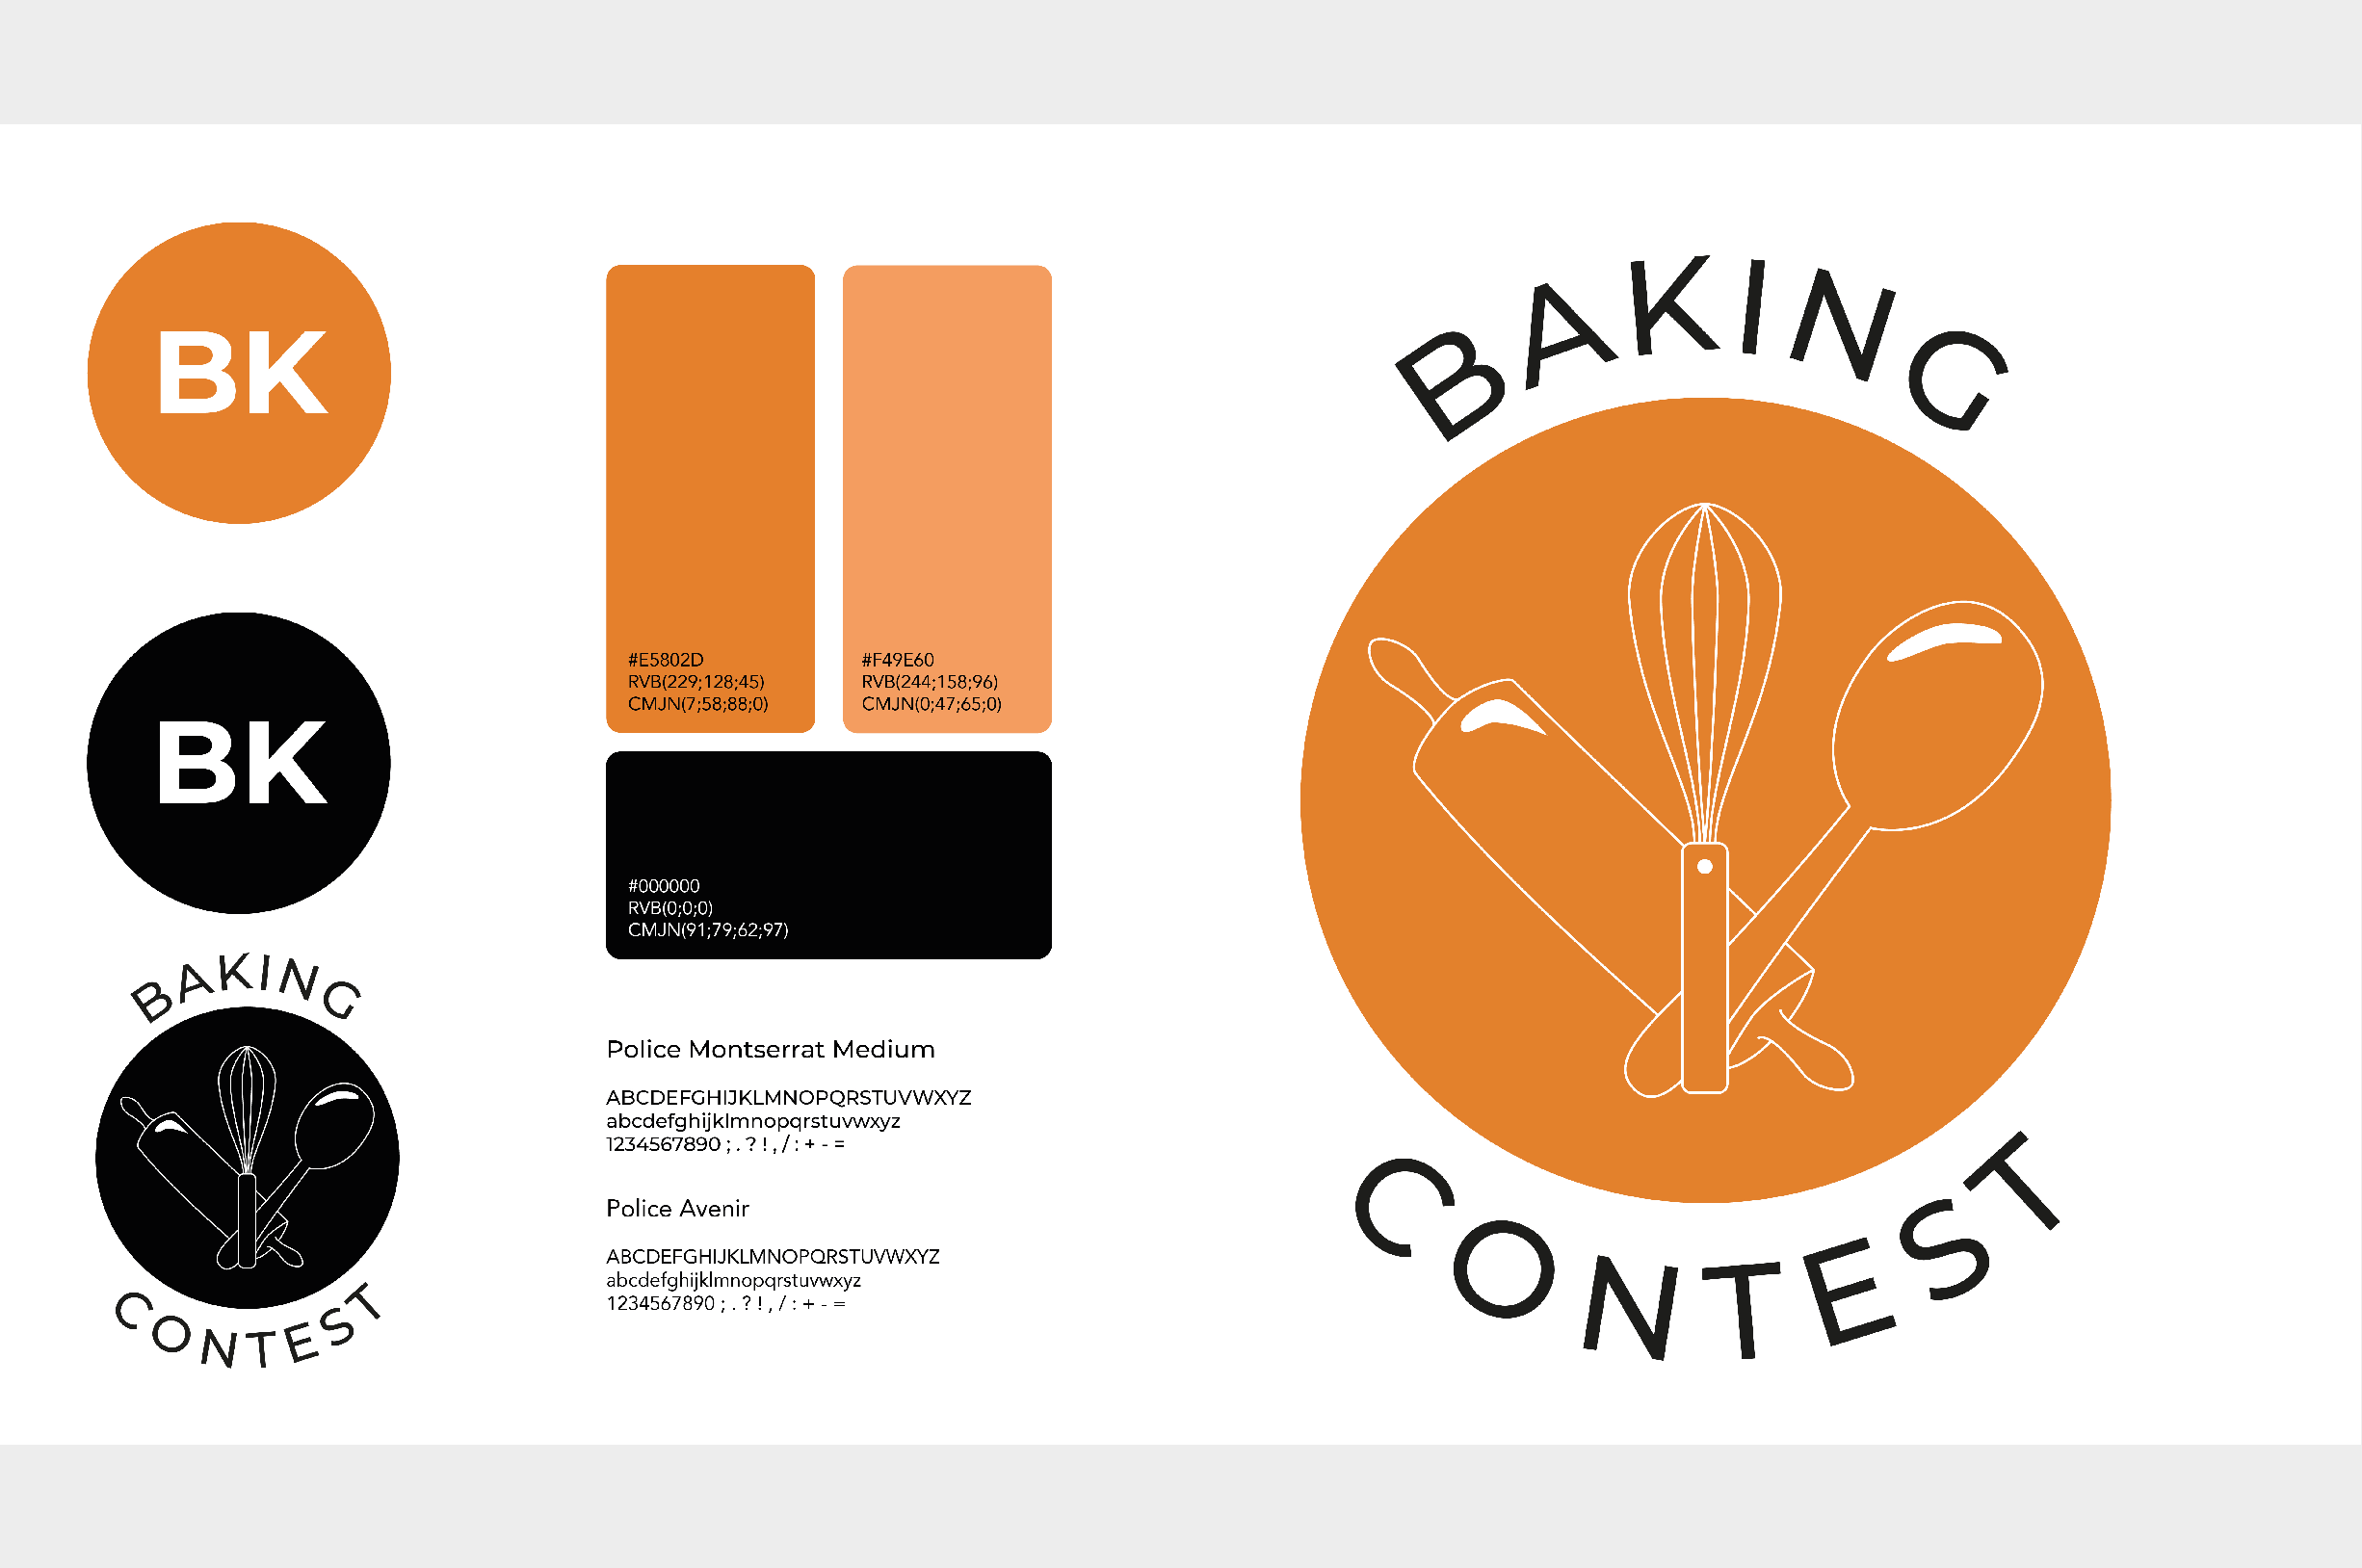 BK
BK
BAKING
CONTEST
#E5802D
RVB(229;128;45)
CMJN(7;58;88;0)
#F49E60
RVB(244;158;96)
CMJN(0;47;65;0)
#000000
RVB(0;0;0)
CMJN(91;79;62;97)
Police Montserrat Medium
ABCDEFGHIJKLMNOPQRSTUVWXYZ
abcdefghijklmnopqrstuvwxyz
1234567890 ; . ? ! , / : + - =
Police Avenir
ABCDEFGHIJKLMNOPQRSTUVWXYZ
abcdefghijklmnopqrstuvwxyz
1234567890 ; . ? ! , / : + - =
BAKING
CONTEST